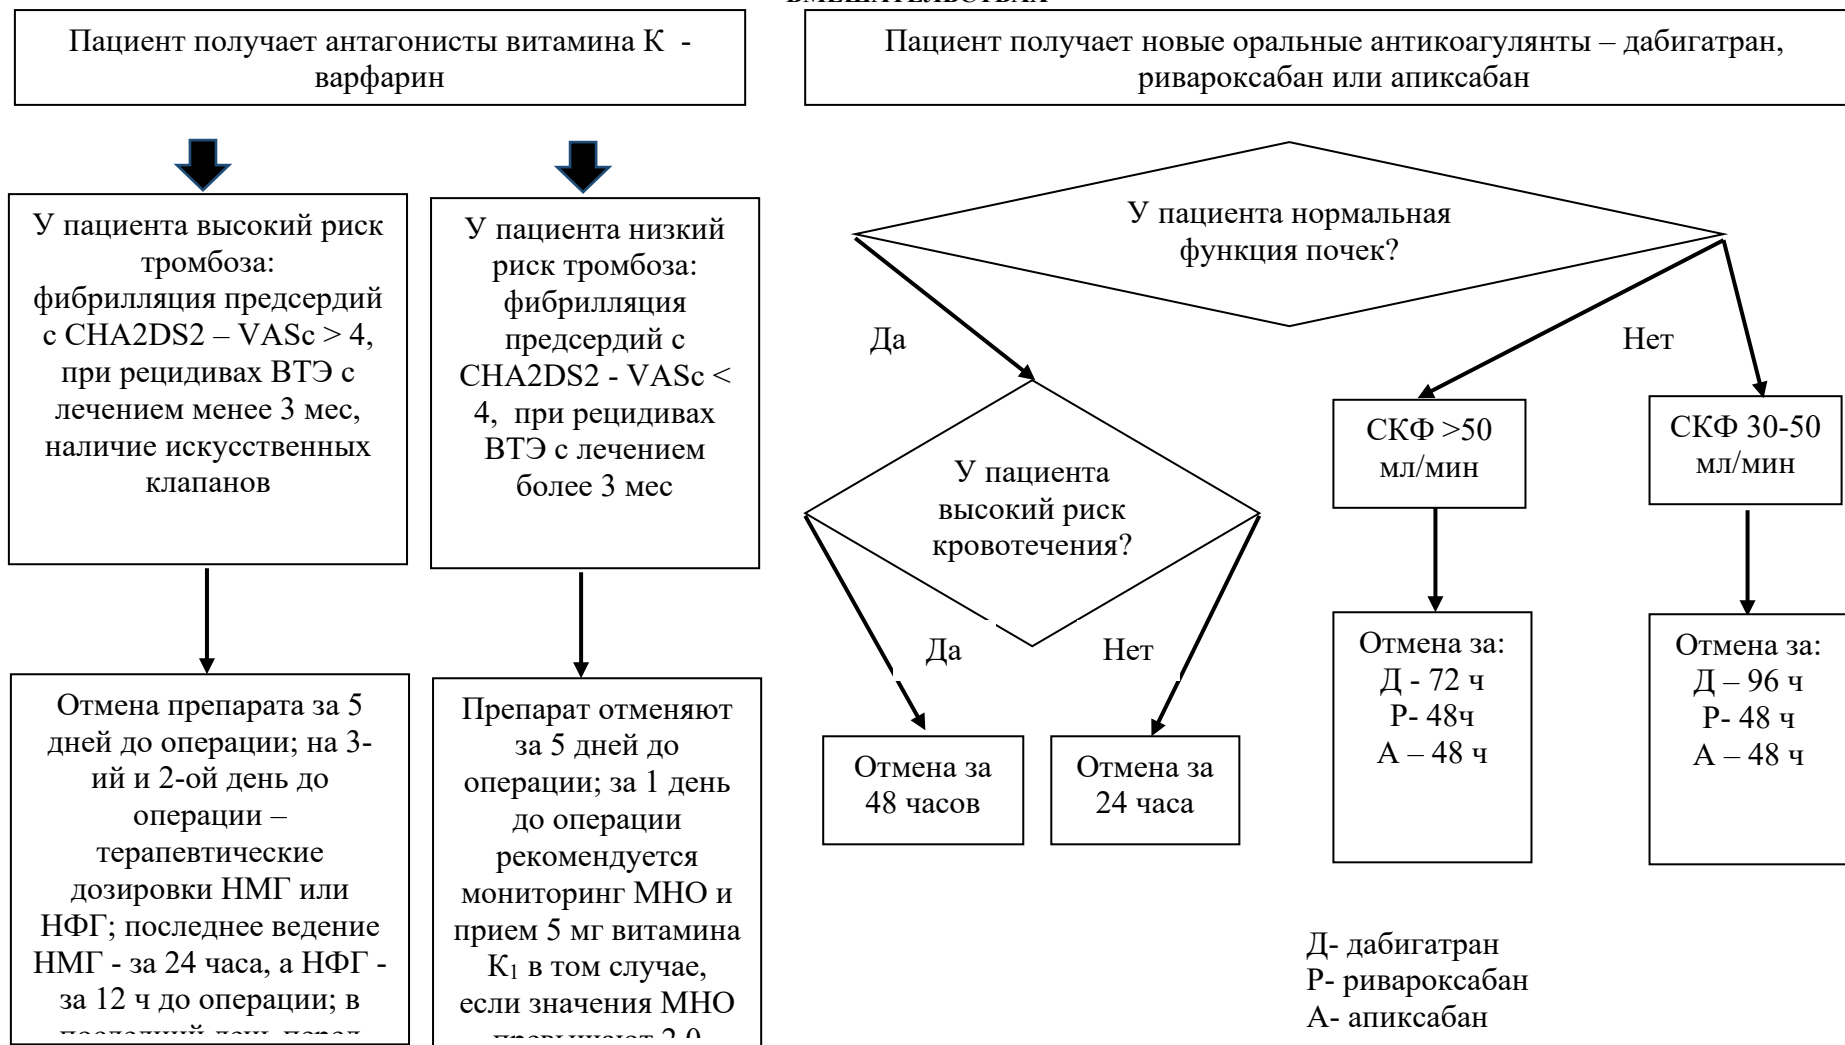 Пациент получает антагонисты витамина К -
варфарин
Пациент получает новые оральные антикоагулянты – дабигатран,
ривароксабан или апиксабан
У пациента высокий риск
тромбоза:
фибрилляция предсердий
с CHA2DS2 – VASc > 4,
при рецидивах ВТЭ с
лечением менее 3 мес,
наличие искусственных
клапанов
У пациента низкий
риск тромбоза:
фибрилляция
предсердий с
CHA2DS2 - VASc <
4, при рецидивах
ВТЭ с лечением
более 3 мес
У пациента нормальная
функция почек?
Да
Нет
У пациента
высокий риск
кровотечения?
СКФ >50
мл/мин
СКФ 30-50
мл/мин
Да
Нет
Отмена препарата за 5
дней до операции; на 3-
ий и 2-ой день до
операции –
терапевтические
дозировки НМГ или
НФГ; последнее ведение
НМГ - за 24 часа, а НФГ -
за 12 ч до операции; в
Препарат отменяют
за 5 дней до
операции; за 1 день
до операции
рекомендуется
мониторинг МНО и
прием 5 мг витамина
К₁ в том случае,
если значения МНО
Отмена за
48 часов
Отмена за
24 часа
Отмена за:
Д - 72 ч
Р- 48ч
А – 48 ч
Отмена за:
Д – 96 ч
Р- 48 ч
А – 48 ч
Д- дабигатран
Р- ривароксабан
А- апиксабан